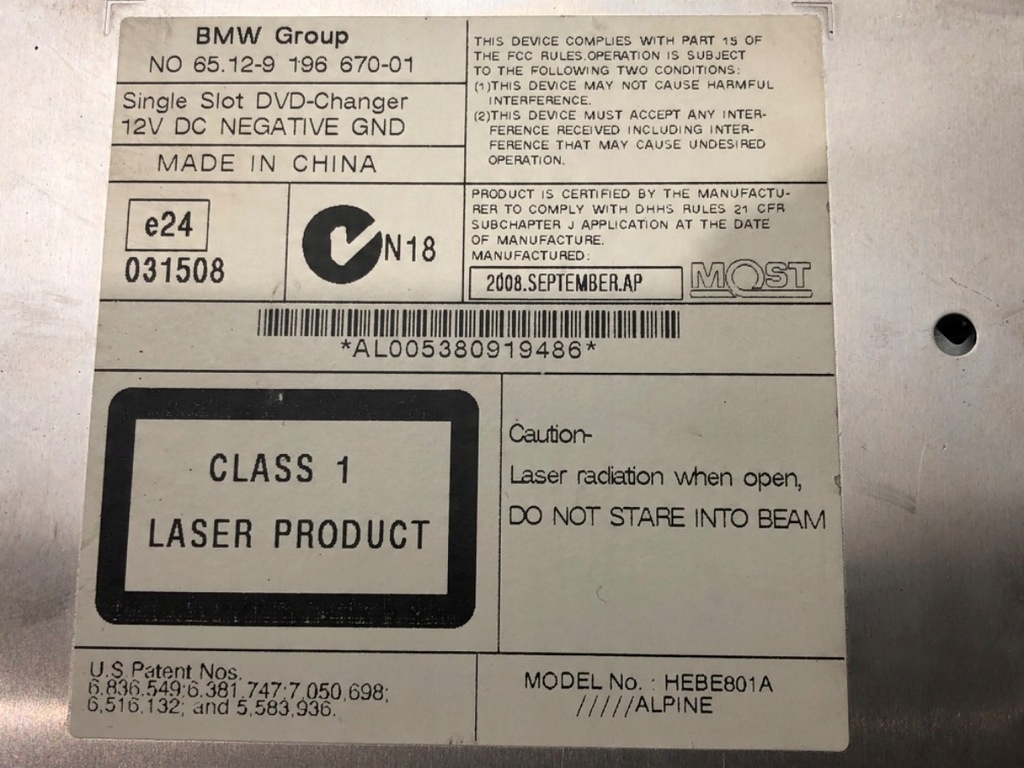 BMW Group
NO 65.12-9 196 670-01
Single Slot DVD-Changer
12V DC NEGATIVE GND
MADE IN CHINA
THIS DEVICE COMPLIES WITH PART 15 OF
THE FCC RULES.OPERATION IS SUBJECT
TO THE FOLLOWING TWO CONDITIONS:
(1)THIS DEVICE MAY NOT CAUSE HARMFUL
INTERFERENCE.
(2)THIS DEVICE MUST ACCEPT ANY INTER-
FERENCE RECEIVED INCLUDING INTER-
FERENCE THAT MAY CAUSE UNDESIRED
OPERATION.
e24
031508
N18
PRODUCT IS CERTIFIED BY THE MANUFACTU-
RER TO COMPLY WITH DHHS RULES 21 CFR
SUBCHAPTER J APPLICATION AT THE DATE
OF MANUFACTURE.
MANUFACTURED:
2008.SEPTEMBER.AP
MOST
*AL005380919486*
CLASS 1
LASER PRODUCT
Caution-
Laser radiation when open,
DO NOT STARE INTO BEAM
U.S.Patent Nos.
6,836,549;6,381,747;7,050,698;
6,516,132; and 5,583,936.
MODEL No. : HEBE801A
/////ALPINE